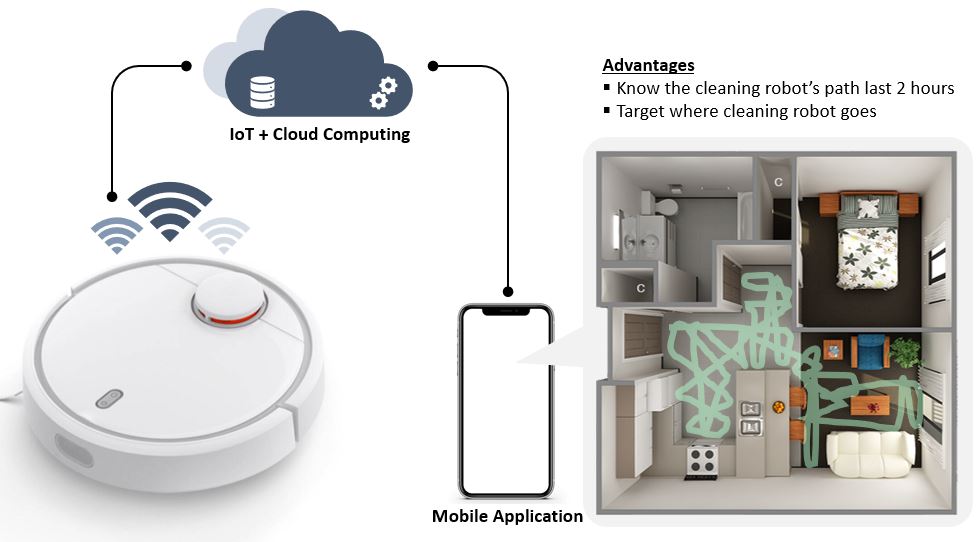 IoT + Cloud Computing
Advantages
▪ Know the cleaning robot's path last 2 hours
▪ Target where cleaning robot goes
C
C
Mobile Application